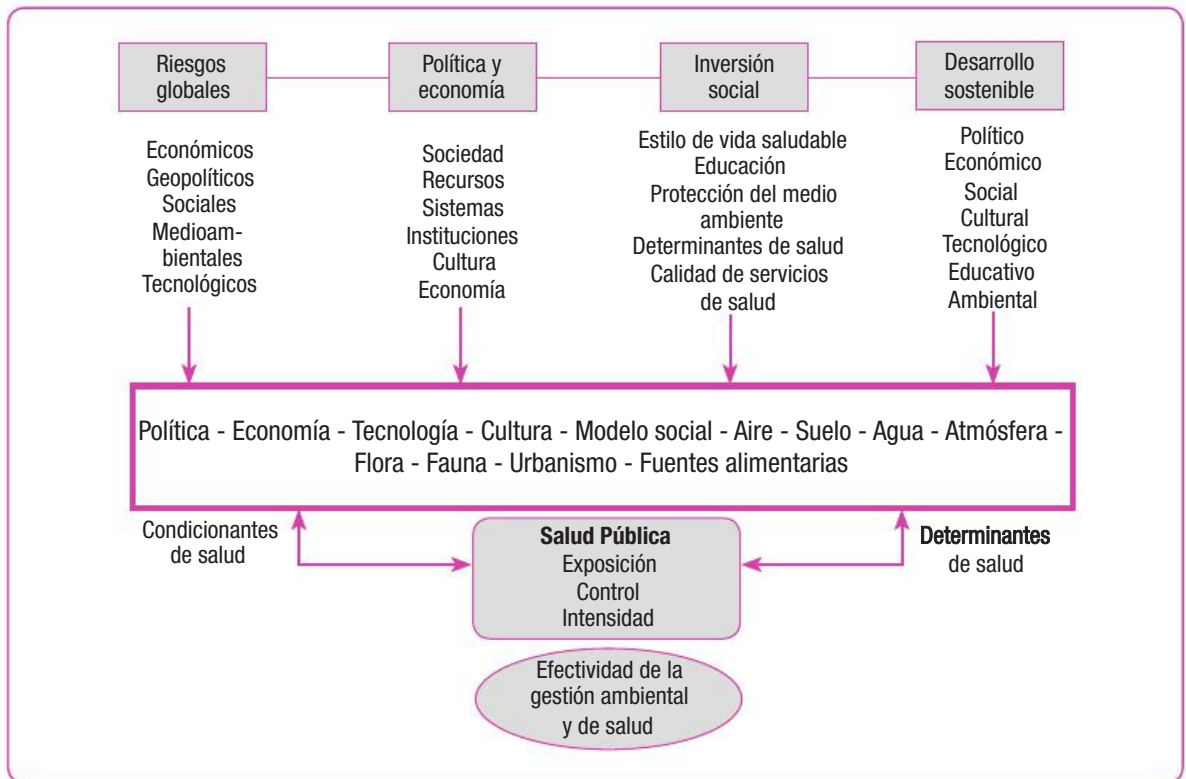 Riesgos
globales
Política y
economía
Inversión
social
Desarrollo
sostenible
Económicos
Geopolíticos
Sociales
Medioam-
bientales
Tecnológicos
Sociedad
Recursos
Sistemas
Instituciones
Cultura
Economía
Estilo de vida saludable
Educación
Protección del medio
ambiente
Determinantes de salud
Calidad de servicios
de salud
Político
Económico
Social
Cultural
Tecnológico
Educativo
Ambiental
Política - Economía - Tecnología - Cultura - Modelo social - Aire - Suelo - Agua - Atmósfera -
Flora - Fauna - Urbanismo - Fuentes alimentarias
Condicionantes
de salud
Salud Pública
Exposición
Control
Intensidad
Determinantes
de salud
Efectividad de la
gestión ambiental
y de salud